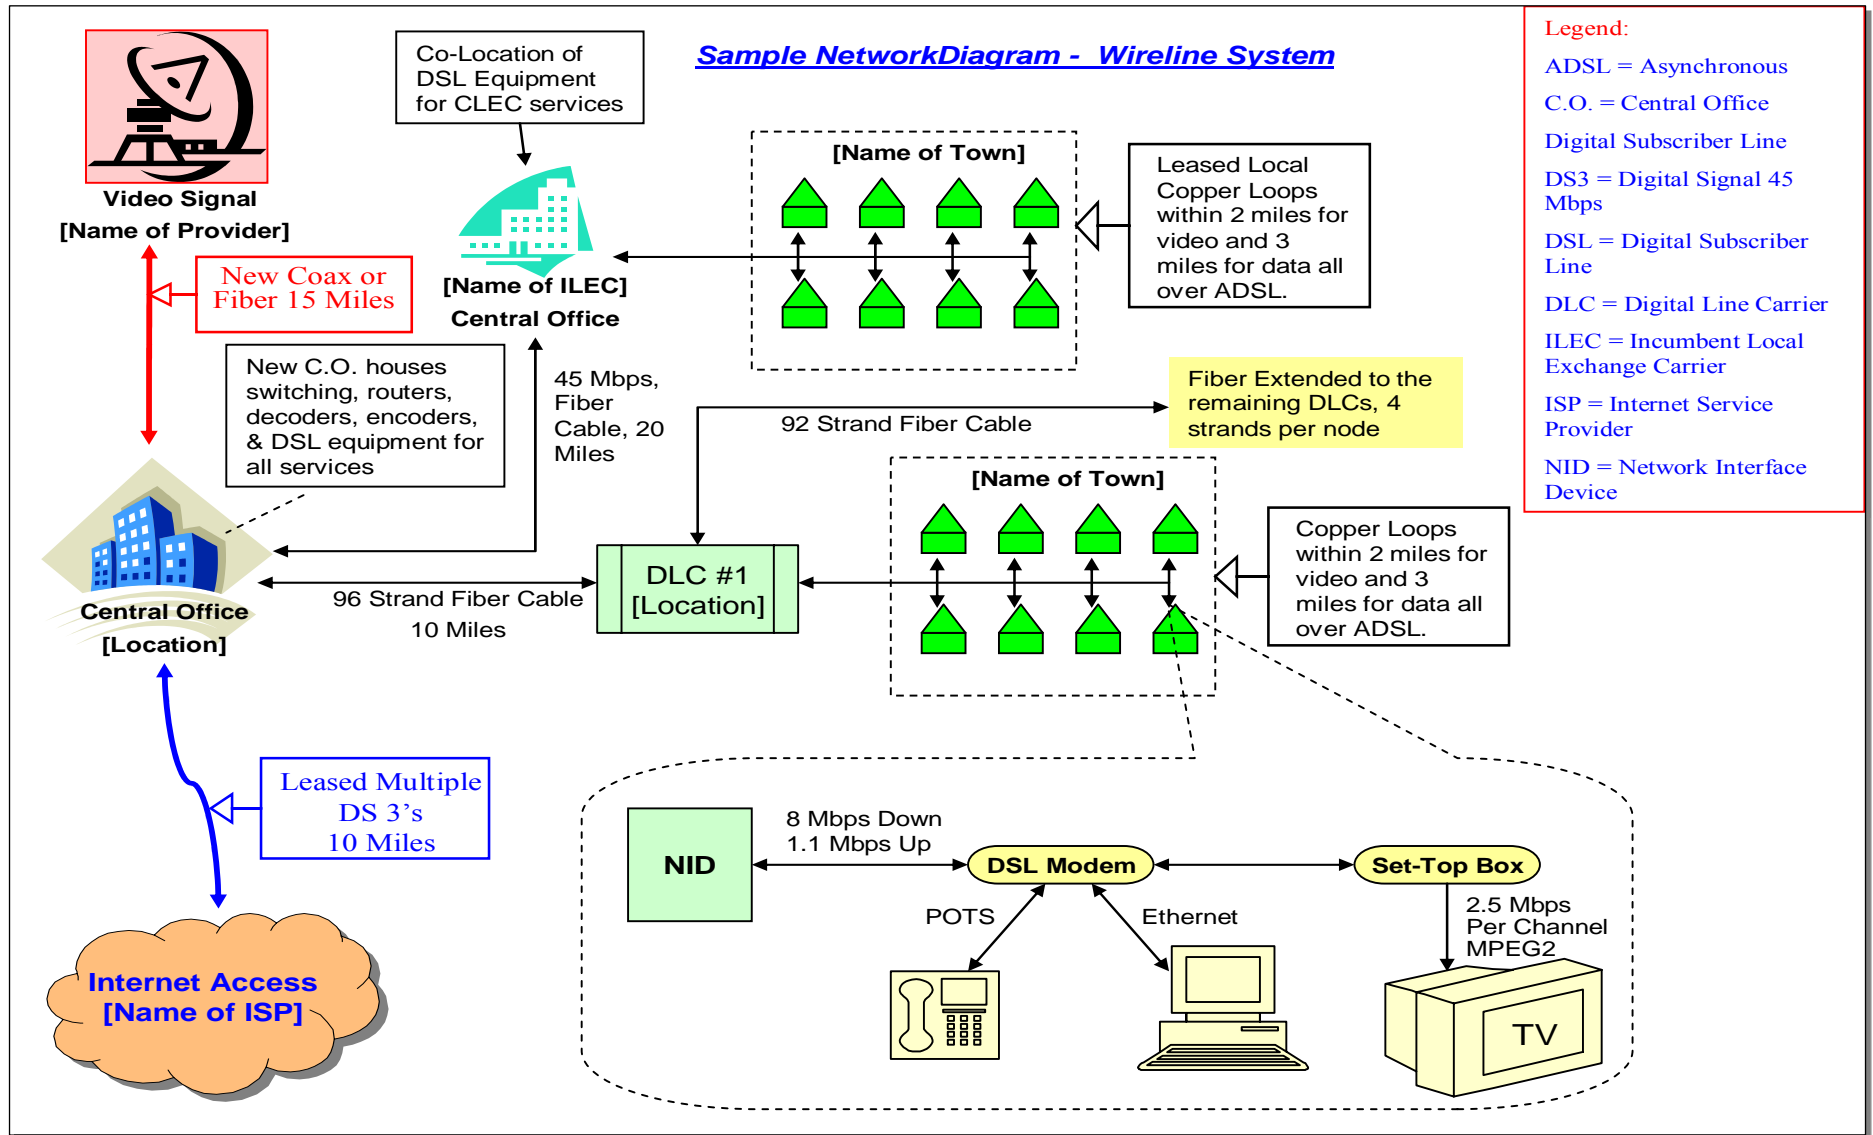 Sample NetworkDiagram - Wireline System
Video Signal
[Name of Provider]
New Coax or
Fiber 15 Miles
Co-Location of
DSL Equipment
for CLEC services
[Name of ILEC]
Central Office
[Name of Town]
Leased Local
Copper Loops
within 2 miles for
video and 3
miles for data all
over ADSL.
New C.O. houses
switching, routers,
decoders, encoders,
& DSL equipment for
all services
45 Mbps,
Fiber
Cable, 20
Miles
92 Strand Fiber Cable
Fiber Extended to the
remaining DLCs, 4
strands per node
Central Office
[Location]
96 Strand Fiber Cable
10 Miles
DLC #1
[Location]
[Name of Town]
Copper Loops
within 2 miles for
video and 3
miles for data all
over ADSL.
Leased Multiple
DS 3’s
10 Miles
Internet Access
[Name of ISP]
NID
8 Mbps Down
1.1 Mbps Up
DSL Modem
Set-Top Box
POTS
Ethernet
2.5 Mbps
Per Channel
MPEG2
TV
Legend:
ADSL = Asynchronous
C.O. = Central Office
Digital Subscriber Line
DS3 = Digital Signal 45
Mbps
DSL = Digital Subscriber
Line
DLC = Digital Line Carrier
ILEC = Incumbent Local
Exchange Carrier
ISP = Internet Service
Provider
NID = Network Interface
Device